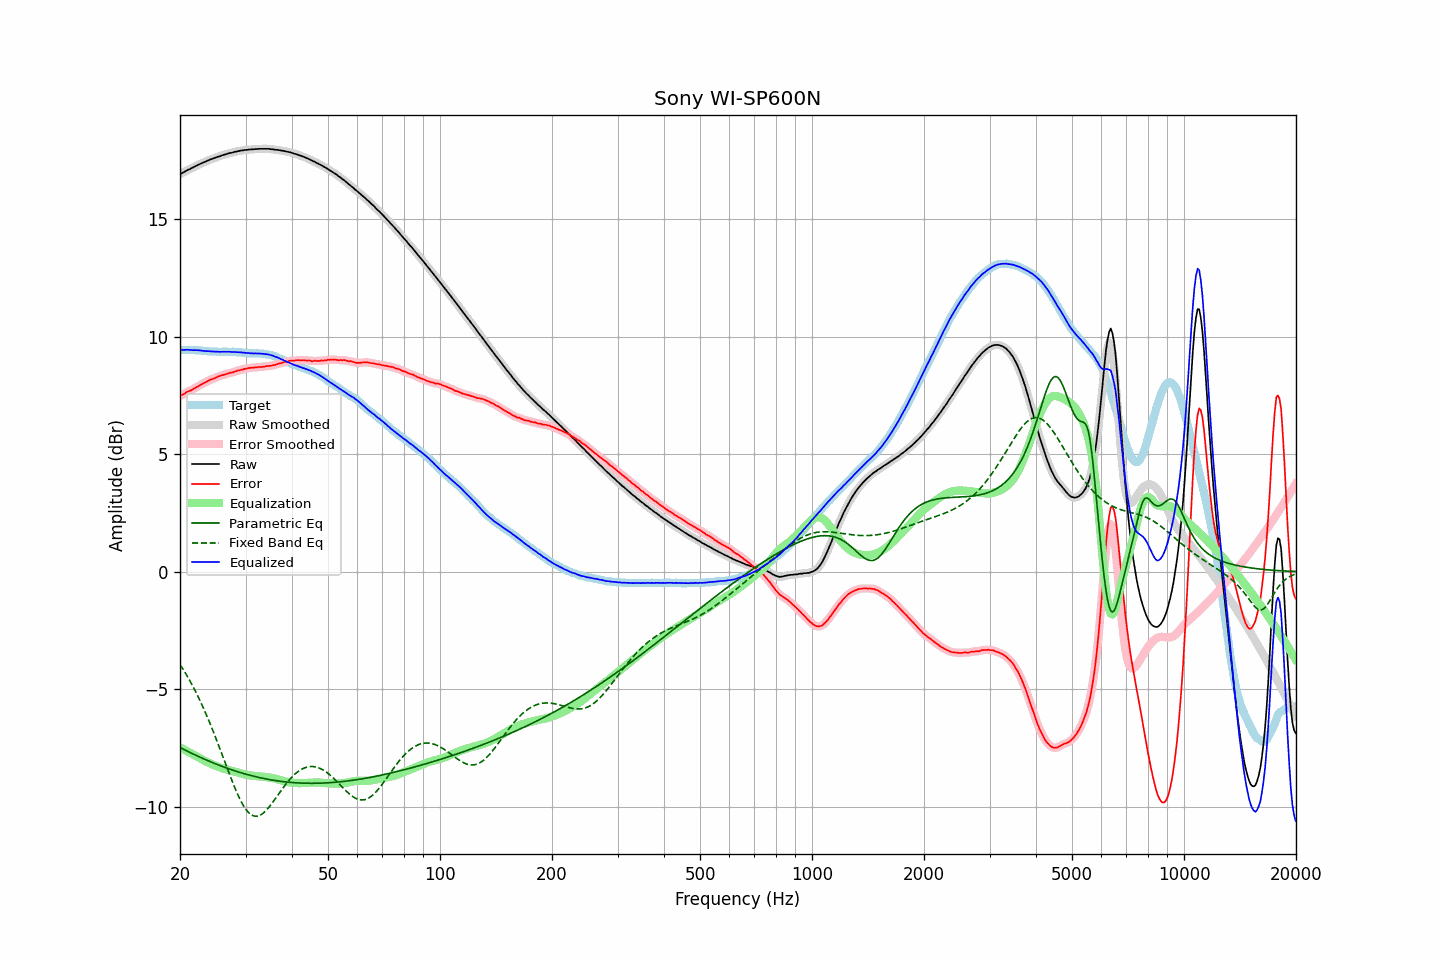 Sony WI-SP600N
15
10
5
0
−5
−10
Amplitude (dBr)
Target
Raw Smoothed
Error Smoothed
Raw
Error
Equalization
Parametric Eq
Fixed Band Eq
Equalized
20 50 100 200 500 1000 2000 5000 10000 20000
Frequency (Hz)